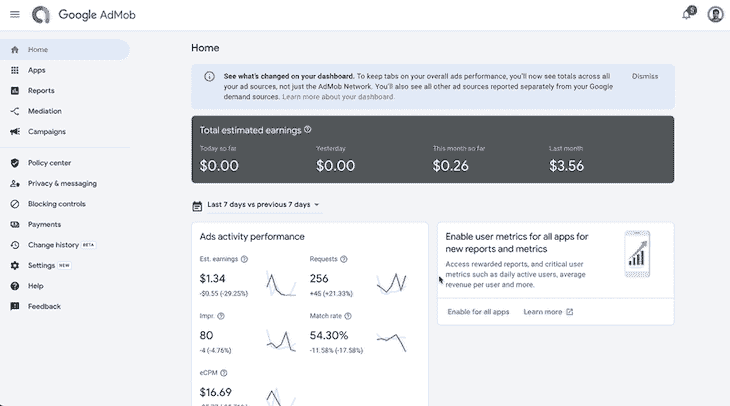 Google AdMob
2
Home
Apps
Reports
Mediation
Campaigns
Policy center
Privacy & messaging
Blocking controls
Payments
Change history BETA
Settings NEW
Help
Feedback
Home
See what's changed on your dashboard. To keep tabs on your overall ads performance, you'll now see totals across all
your ad sources, not just the AdMob Network. You'll also see all other ad sources reported separately from your Google
demand sources. Learn more about your dashboard.
Dismiss
Total estimated earnings
Today so far Yesterday This month so far Last month
$0.00 $0.00 $0.26 $3.56
Last 7 days vs previous 7 days
Ads activity performance
Est. earnings Requests
$1.34 256
-$0.55 (-29.25%) +45 (+21.33%)
Impr. Match rate
80 54.30%
-4 (-4.76%) -11.58% (-17.58%)
eCPM
$16.69
Enable user metrics for all apps for
new reports and metrics
Access rewarded reports, and critical user
metrics such as daily active users, average
revenue per user and more.
Enable for all apps Learn more